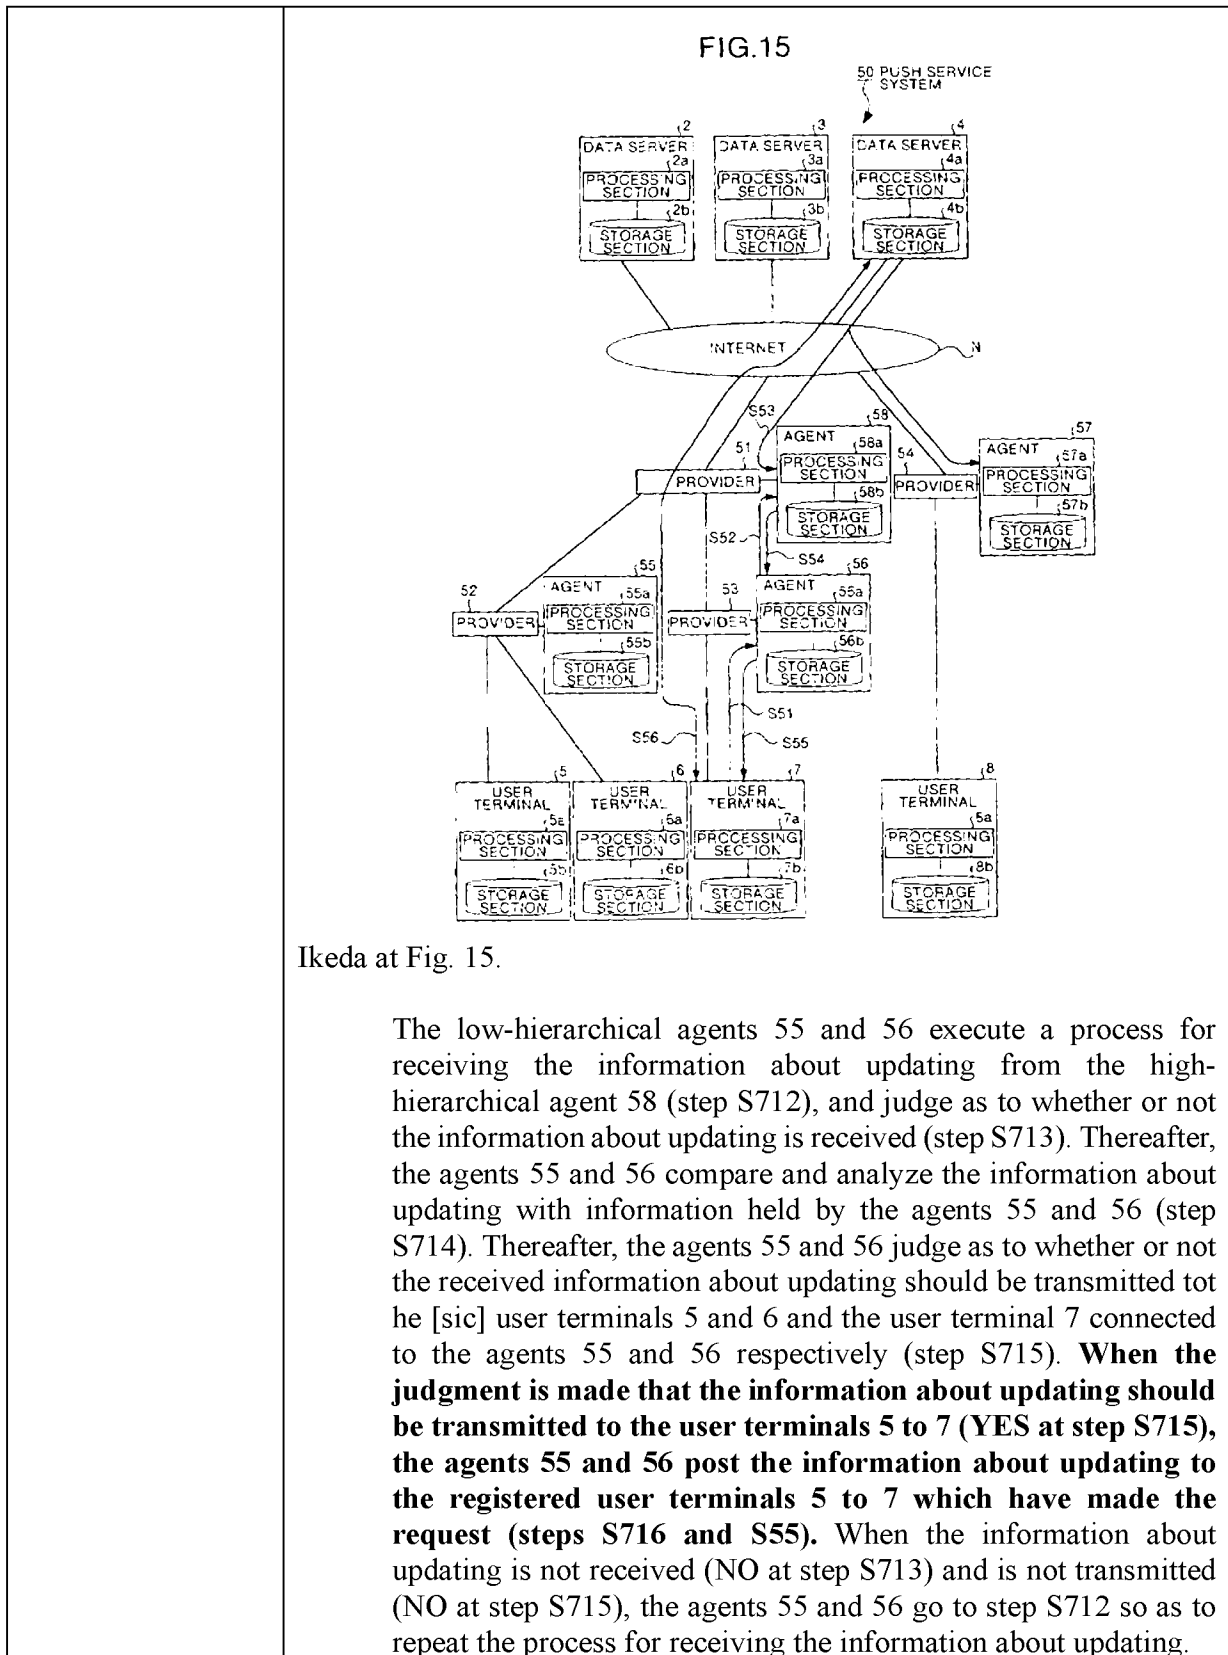 FIG.15
50 PUSH SERVICE
SYSTEM
2
DATA SERVER
2a
PROCESSING
SECTION
2b
STORAGE
SECTION
3
DATA SERVER
3a
PROCESSING
SECTION
3b
STORAGE
SECTION
4
DATA SERVER
4a
PROCESSING
SECTION
4b
STORAGE
SECTION
INTERNET
N
S53
51
PROVIDER
58
AGENT
58a
PROCESSING
SECTION
58b
STORAGE
SECTION
54
PROVIDER
57
AGENT
57a
PROCESSING
SECTION
57b
STORAGE
SECTION
S52
S54
52
PROVIDER
55
AGENT
55a
PROCESSING
SECTION
55b
STORAGE
SECTION
53
PROVIDER
56
AGENT
55a
PROCESSING
SECTION
56b
STORAGE
SECTION
S51
S56
S55
5
USER
TERMINAL
5a
PROCESSING
SECTION
5b
STORAGE
SECTION
6
USER
TERMINAL
6a
PROCESSING
SECTION
6b
STORAGE
SECTION
7
USER
TERMINAL
7a
PROCESSING
SECTION
7b
STORAGE
SECTION
8
USER
TERMINAL
5a
PROCESSING
SECTION
8b
STORAGE
SECTION
Ikeda at Fig. 15.
The low-hierarchical agents 55 and 56 execute a process for
receiving the information about updating from the high-
hierarchical agent 58 (step S712), and judge as to whether or not
the information about updating is received (step S713). Thereafter,
the agents 55 and 56 compare and analyze the information about
updating with information held by the agents 55 and 56 (step
S714). Thereafter, the agents 55 and 56 judge as to whether or not
the received information about updating should be transmitted tot
he [sic] user terminals 5 and 6 and the user terminal 7 connected
to the agents 55 and 56 respectively (step S715). When the
judgment is made that the information about updating should
be transmitted to the user terminals 5 to 7 (YES at step S715),
the agents 55 and 56 post the information about updating to
the registered user terminals 5 to 7 which have made the
request (steps S716 and S55). When the information about
updating is not received (NO at step S713) and is not transmitted
(NO at step S715), the agents 55 and 56 go to step S712 so as to
repeat the process for receiving the information about updating.